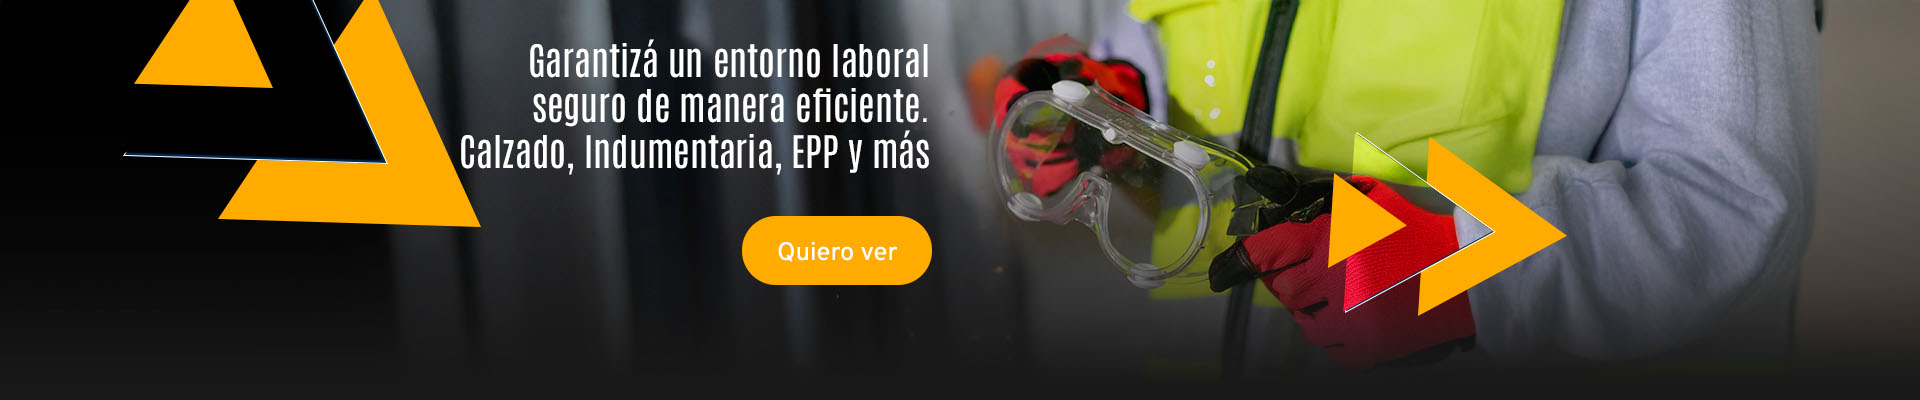 Garantizá un entorno laboral
seguro de manera eficiente.
Calzado, Indumentaria, EPP y más
Quiero ver